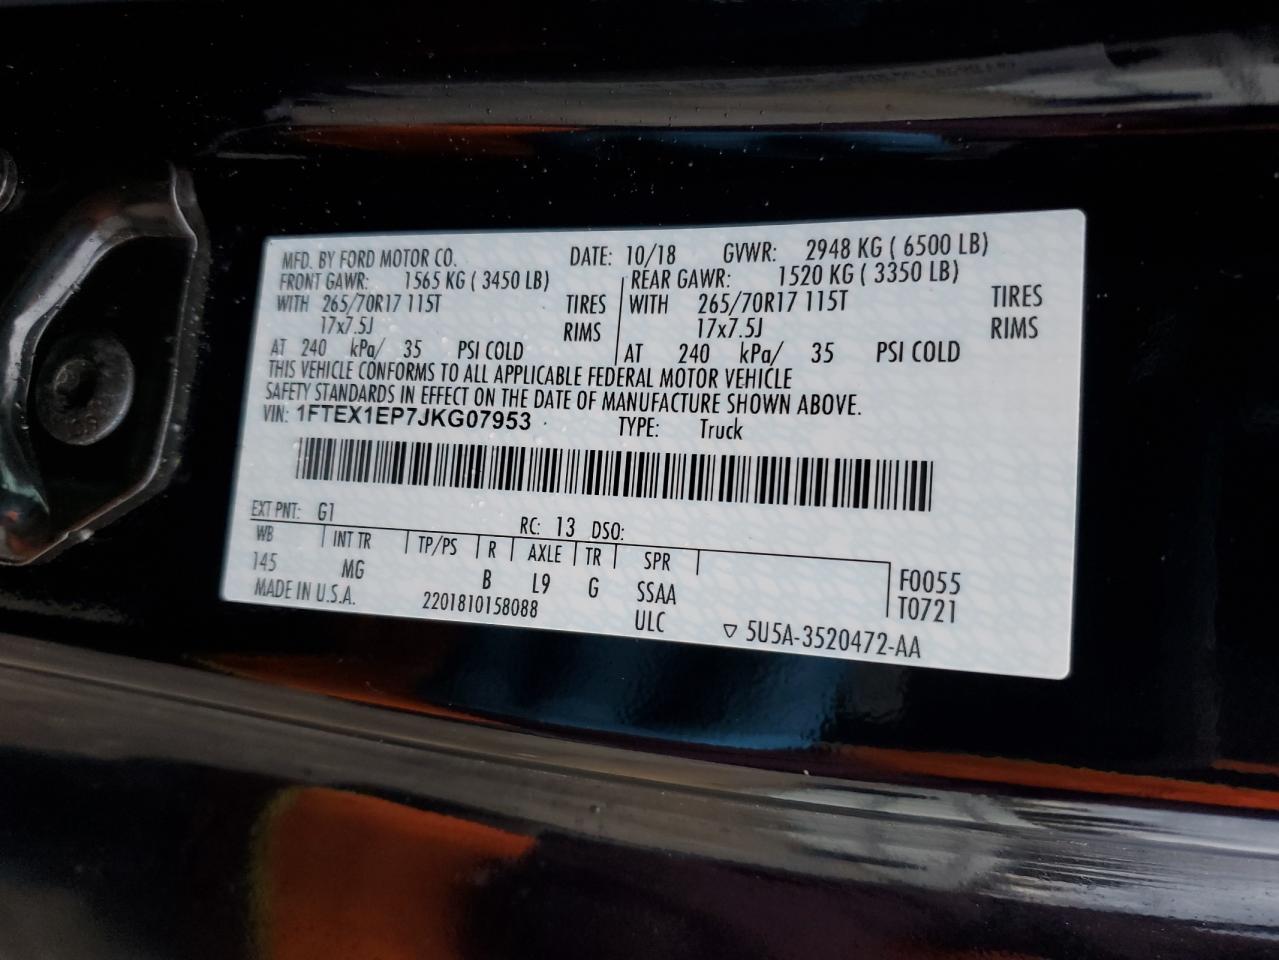 MFD. BY FORD MOTOR CO. DATE: 10/18 GVWR: 2948 KG ( 6500 LB)
FRONT GAWR: 1565 KG ( 3450 LB) REAR GAWR: 1520 KG ( 3350 LB)
WITH 265/70R17 115T TIRES WITH 265/70R17 115T TIRES
17x7.5J RIMS 17x7.5J RIMS
AT 240 kPa/ 35 PSI COLD AT 240 kPa/ 35 PSI COLD
THIS VEHICLE CONFORMS TO ALL APPLICABLE FEDERAL MOTOR VEHICLE
SAFETY STANDARDS IN EFFECT ON THE DATE OF MANUFACTURE SHOWN ABOVE.
VIN: 1FTEX1EP7JKG07953 TYPE: Truck
EXT PNT: G1 RC: 13 DSO:
WB INT TR TP/PS R AXLE TR SPR
145 MG B L9 G SSAA F0055
MADE IN U.S.A. 2201810158088 ULC T0721
▽ 5U5A-3520472-AA